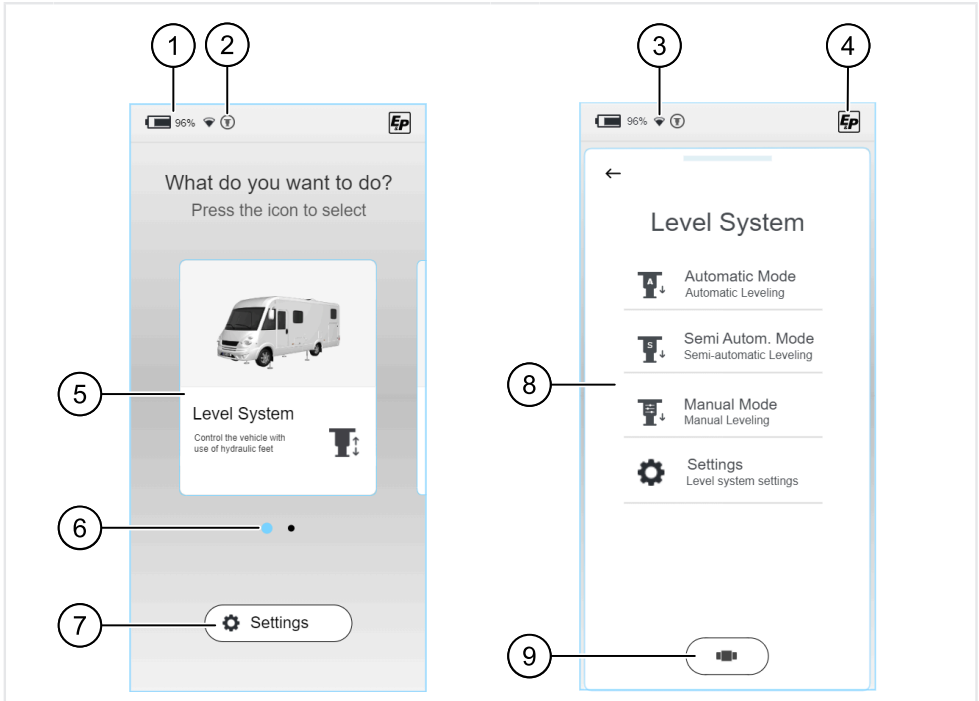 1
2
96%
E&P
What do you want to do?
Press the icon to select
Level System
Control the vehicle with
use of hydraulic feet
5
6
7
Settings
3
4
96%
E&P
Level System
A
Automatic Mode
Automatic Leveling
S
Semi Autom. Mode
Semi-automatic Leveling
8
Manual Mode
Manual Leveling
Settings
Level system settings
9